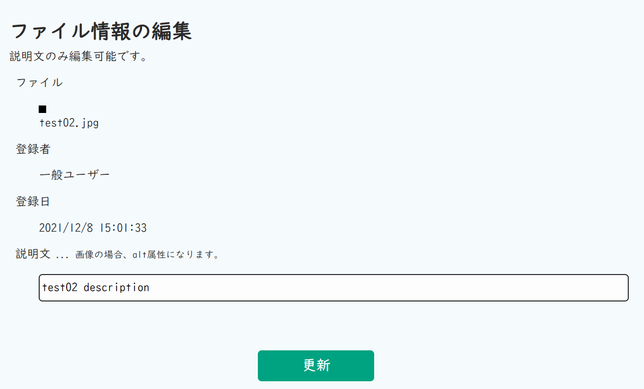 ファイル情報の編集
説明文のみ編集可能です。
ファイル
test02.jpg
登録者
一般ユーザー
登録日
2021/12/8 15:01:33
説明文 ... 画像の場合、alt属性になります。
test02 description
更新